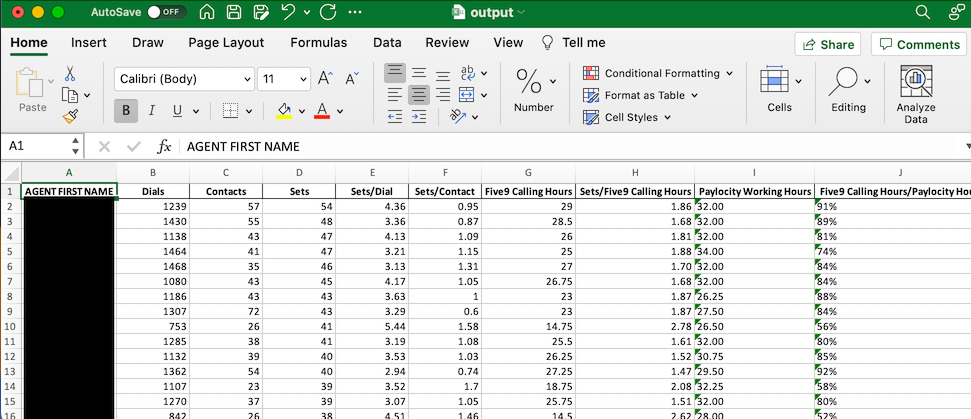 AutoSave OFF output
Home Insert Draw Page Layout Formulas Data Review View Tell me Share Comments
Paste Calibri (Body) 11 A A ab c % Number Conditional Formatting Format as Table Cell Styles Cells Editing Analyze Data
B I U A ab
A1 fx AGENT FIRST NAME
A B C D E F G H I J
1 AGENT FIRST NAME Dials Contacts Sets Sets/Dial Sets/Contact Five9 Calling Hours Sets/Five9 Calling Hours Paylocity Working Hours Five9 Calling Hours/Paylocity
2 1239 57 54 4.36 0.95 29 1.86 32.00 91%
3 1430 55 48 3.36 0.87 28.5 1.68 32.00 89%
4 1138 43 47 4.13 1.09 26 1.81 32.00 81%
5 1464 41 47 3.21 1.15 25 1.88 34.00 74%
6 1468 35 46 3.13 1.31 27 1.70 32.00 84%
7 1080 43 45 4.17 1.05 26.75 1.68 32.00 84%
8 1186 43 43 3.63 1 23 1.87 26.25 88%
9 1307 72 43 3.29 0.6 23 1.87 27.50 84%
10 753 26 41 5.44 1.58 14.75 2.78 26.50 56%
11 1285 38 41 3.19 1.08 25.5 1.61 32.00 80%
12 1132 39 40 3.53 1.03 26.25 1.52 30.75 85%
13 1362 54 40 2.94 0.74 27.25 1.47 29.50 92%
14 1107 23 39 3.52 1.7 18.75 2.08 32.25 58%
15 1270 37 39 3.07 1.05 25.75 1.51 32.00 80%
16 842 26 38 4.51 1.46 14.5 2.62 28.00 52%